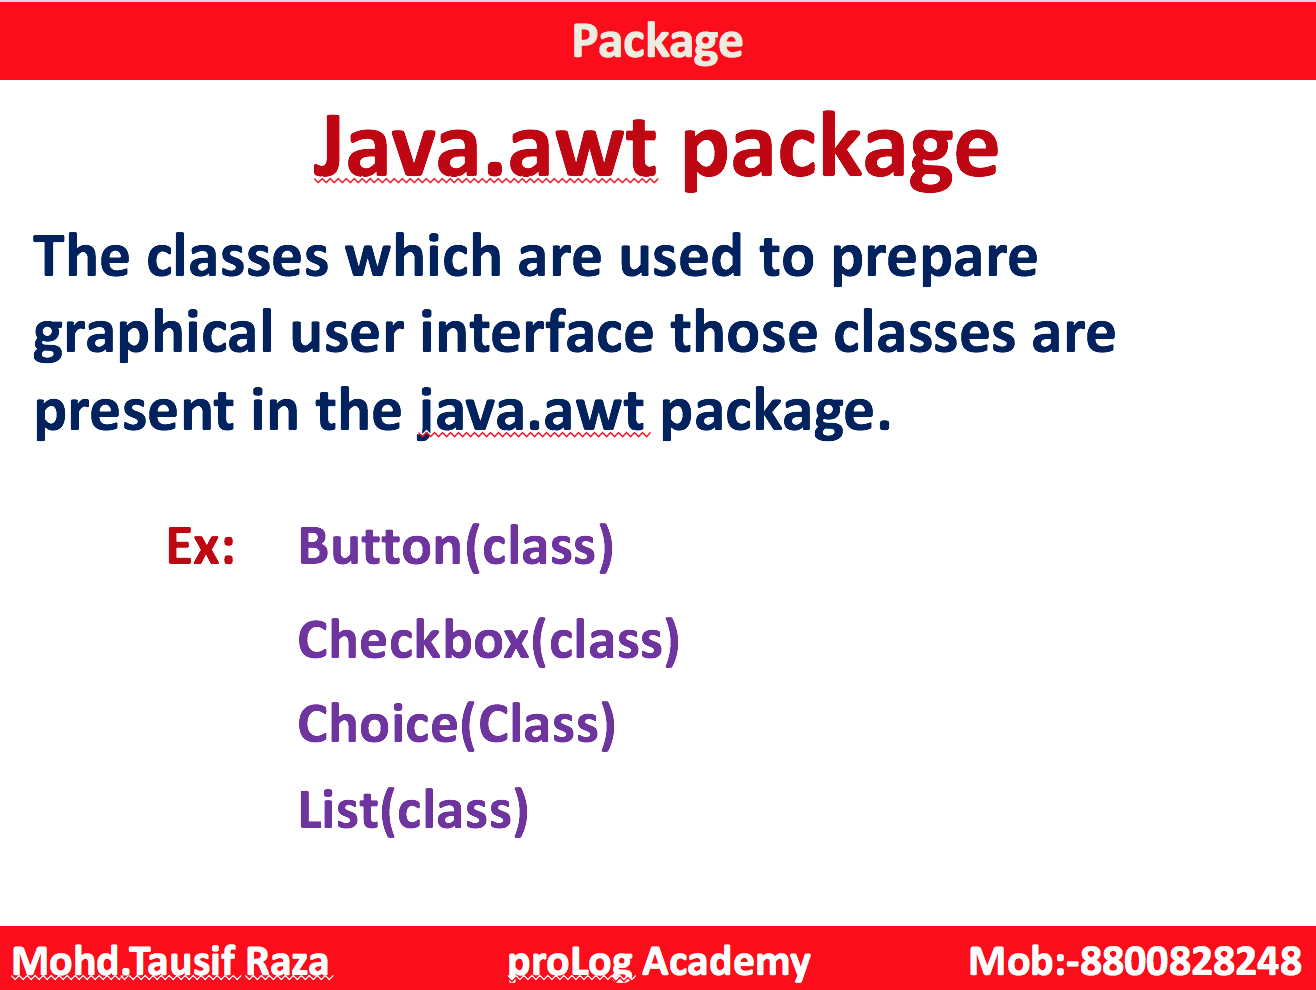 Package
Java.awt package
The classes which are used to prepare
graphical user interface those classes are
present in the java.awt package.
Ex: Button(class)
Checkbox(class)
Choice(Class)
List(class)
Mohd.Tausif Raza proLog Academy Mob:-8800828248